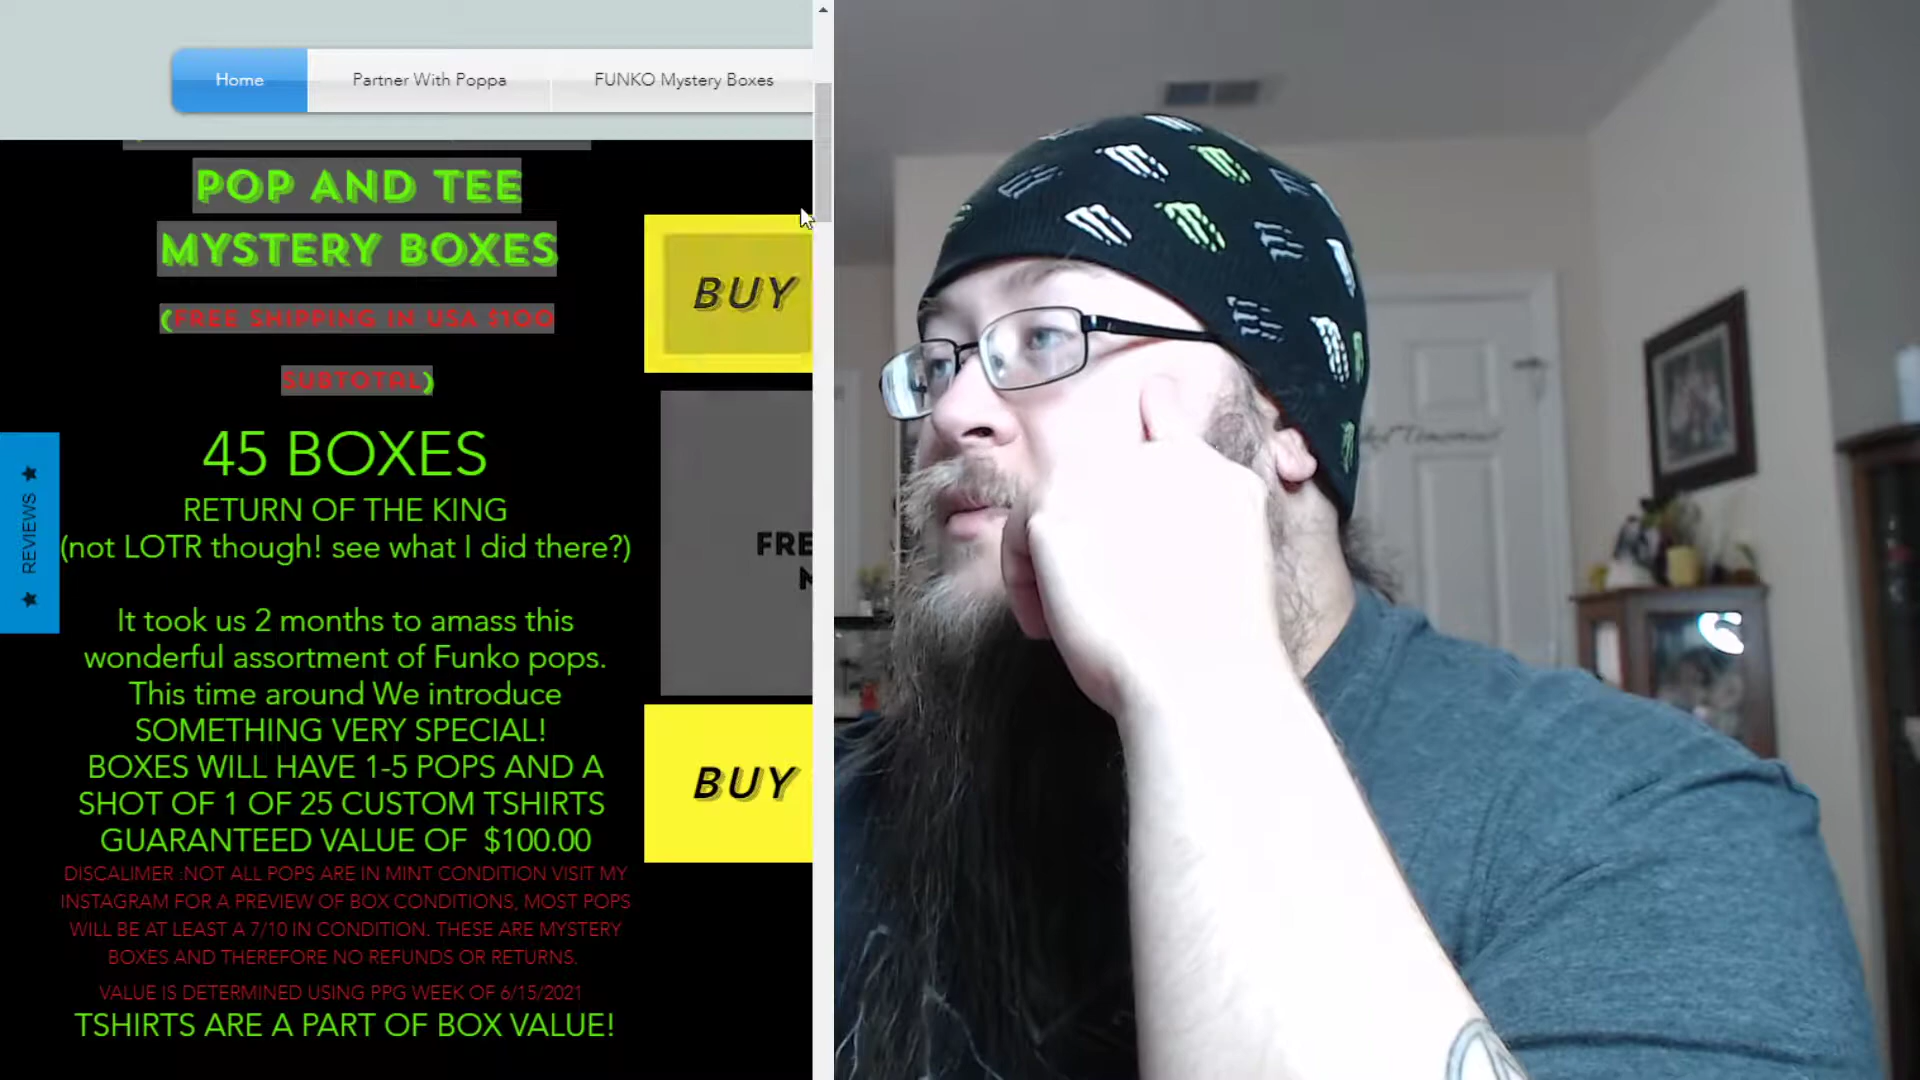 Home
Partner With Poppa
FUNKO Mystery Boxes
POP AND TEE
MYSTERY BOXES
(FREE SHIPPING IN USA $100
SUBTOTAL)
BUY
45 BOXES
RETURN OF THE KING
(not LOTR though! see what I did there?)
REVIEWS
FRE
It took us 2 months to amass this
wonderful assortment of Funko pops.
This time around We introduce
SOMETHING VERY SPECIAL!
BOXES WILL HAVE 1-5 POPS AND A
SHOT OF 1 OF 25 CUSTOM TSHIRTS
GUARANTEED VALUE OF $100.00
BUY
DISCALIMER :NOT ALL POPS ARE IN MINT CONDITION VISIT MY
INSTAGRAM FOR A PREVIEW OF BOX CONDITIONS, MOST POPS
WILL BE AT LEAST A 7/10 IN CONDITION. THESE ARE MYSTERY
BOXES AND THEREFORE NO REFUNDS OR RETURNS.
VALUE IS DETERMINED USING PPG WEEK OF 6/15/2021
TSHIRTS ARE A PART OF BOX VALUE!